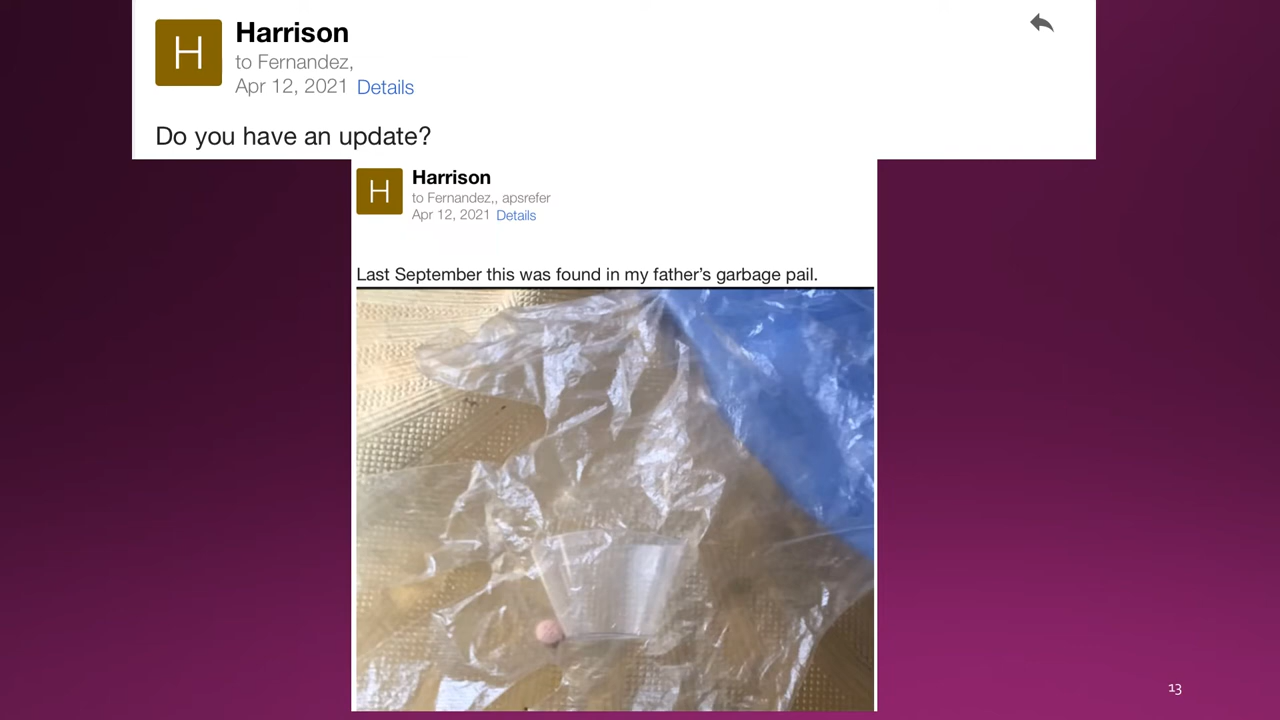 H
Harrison
to Fernandez,
Apr 12, 2021 Details
Do you have an update?
H
Harrison
to Fernandez,, apsrefer
Apr 12, 2021 Details
Last September this was found in my father's garbage pail.
13